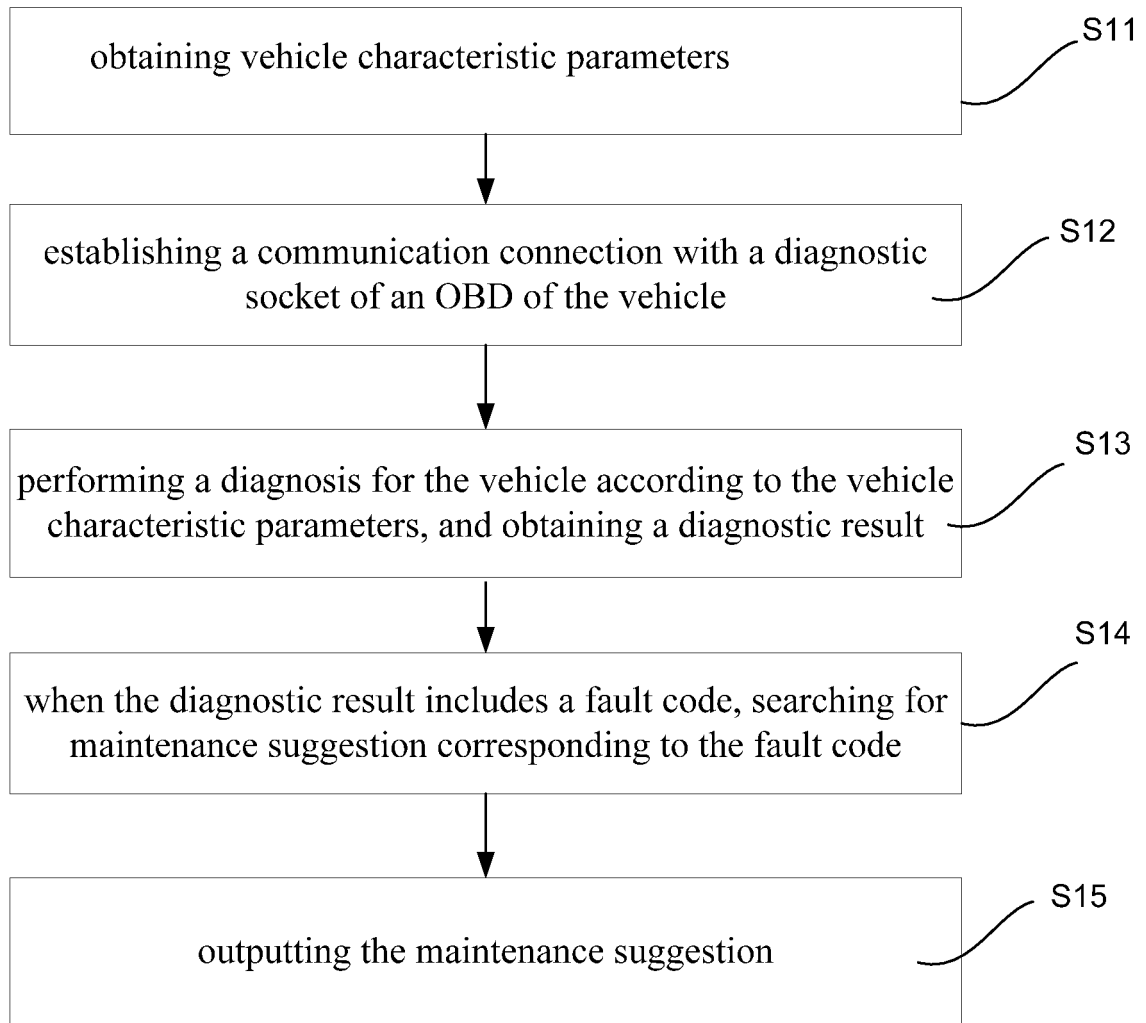 obtaining vehicle characteristic parameters
S11
establishing a communication connection with a diagnostic
socket of an OBD of the vehicle
S12
performing a diagnosis for the vehicle according to the vehicle
characteristic parameters, and obtaining a diagnostic result
S13
when the diagnostic result includes a fault code, searching for
maintenance suggestion corresponding to the fault code
S14
outputting the maintenance suggestion
S15